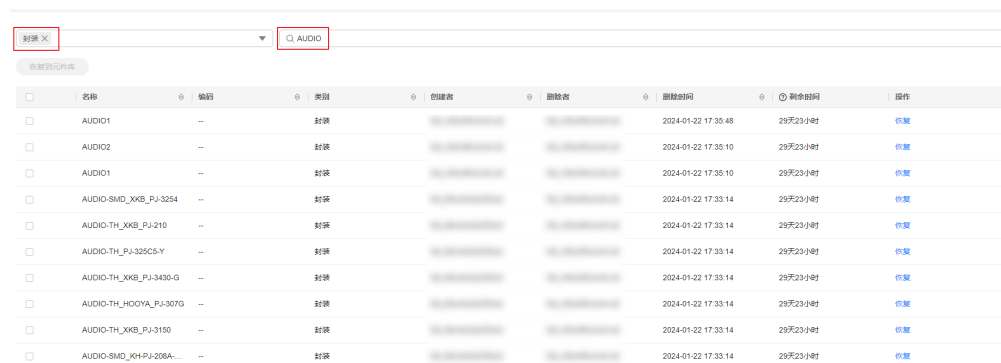 封装 × AUDIO
恢复到元件库
名称 编码 类别 创建者 删除者 删除时间 剩余时间 操作
AUDIO1 -- 封装 2024-01-22 17:35:48 29天23小时 恢复
AUDIO2 -- 封装 2024-01-22 17:35:10 29天23小时 恢复
AUDIO1 -- 封装 2024-01-22 17:35:10 29天23小时 恢复
AUDIO-SMD_XKB_PJ-3254 -- 封装 2024-01-22 17:33:14 29天23小时 恢复
AUDIO-TH_XKB_PJ-210 -- 封装 2024-01-22 17:33:14 29天23小时 恢复
AUDIO-TH_PJ-325C5-Y -- 封装 2024-01-22 17:33:14 29天23小时 恢复
AUDIO-TH_XKB_PJ-3430-G -- 封装 2024-01-22 17:33:14 29天23小时 恢复
AUDIO-TH_HOOYA_PJ-307G -- 封装 2024-01-22 17:33:14 29天23小时 恢复
AUDIO-TH_XKB_PJ-3150 -- 封装 2024-01-22 17:33:14 29天23小时 恢复
AUDIO-SMD_KH-PJ-208A-... -- 封装 2024-01-22 17:33:14 29天23小时 恢复